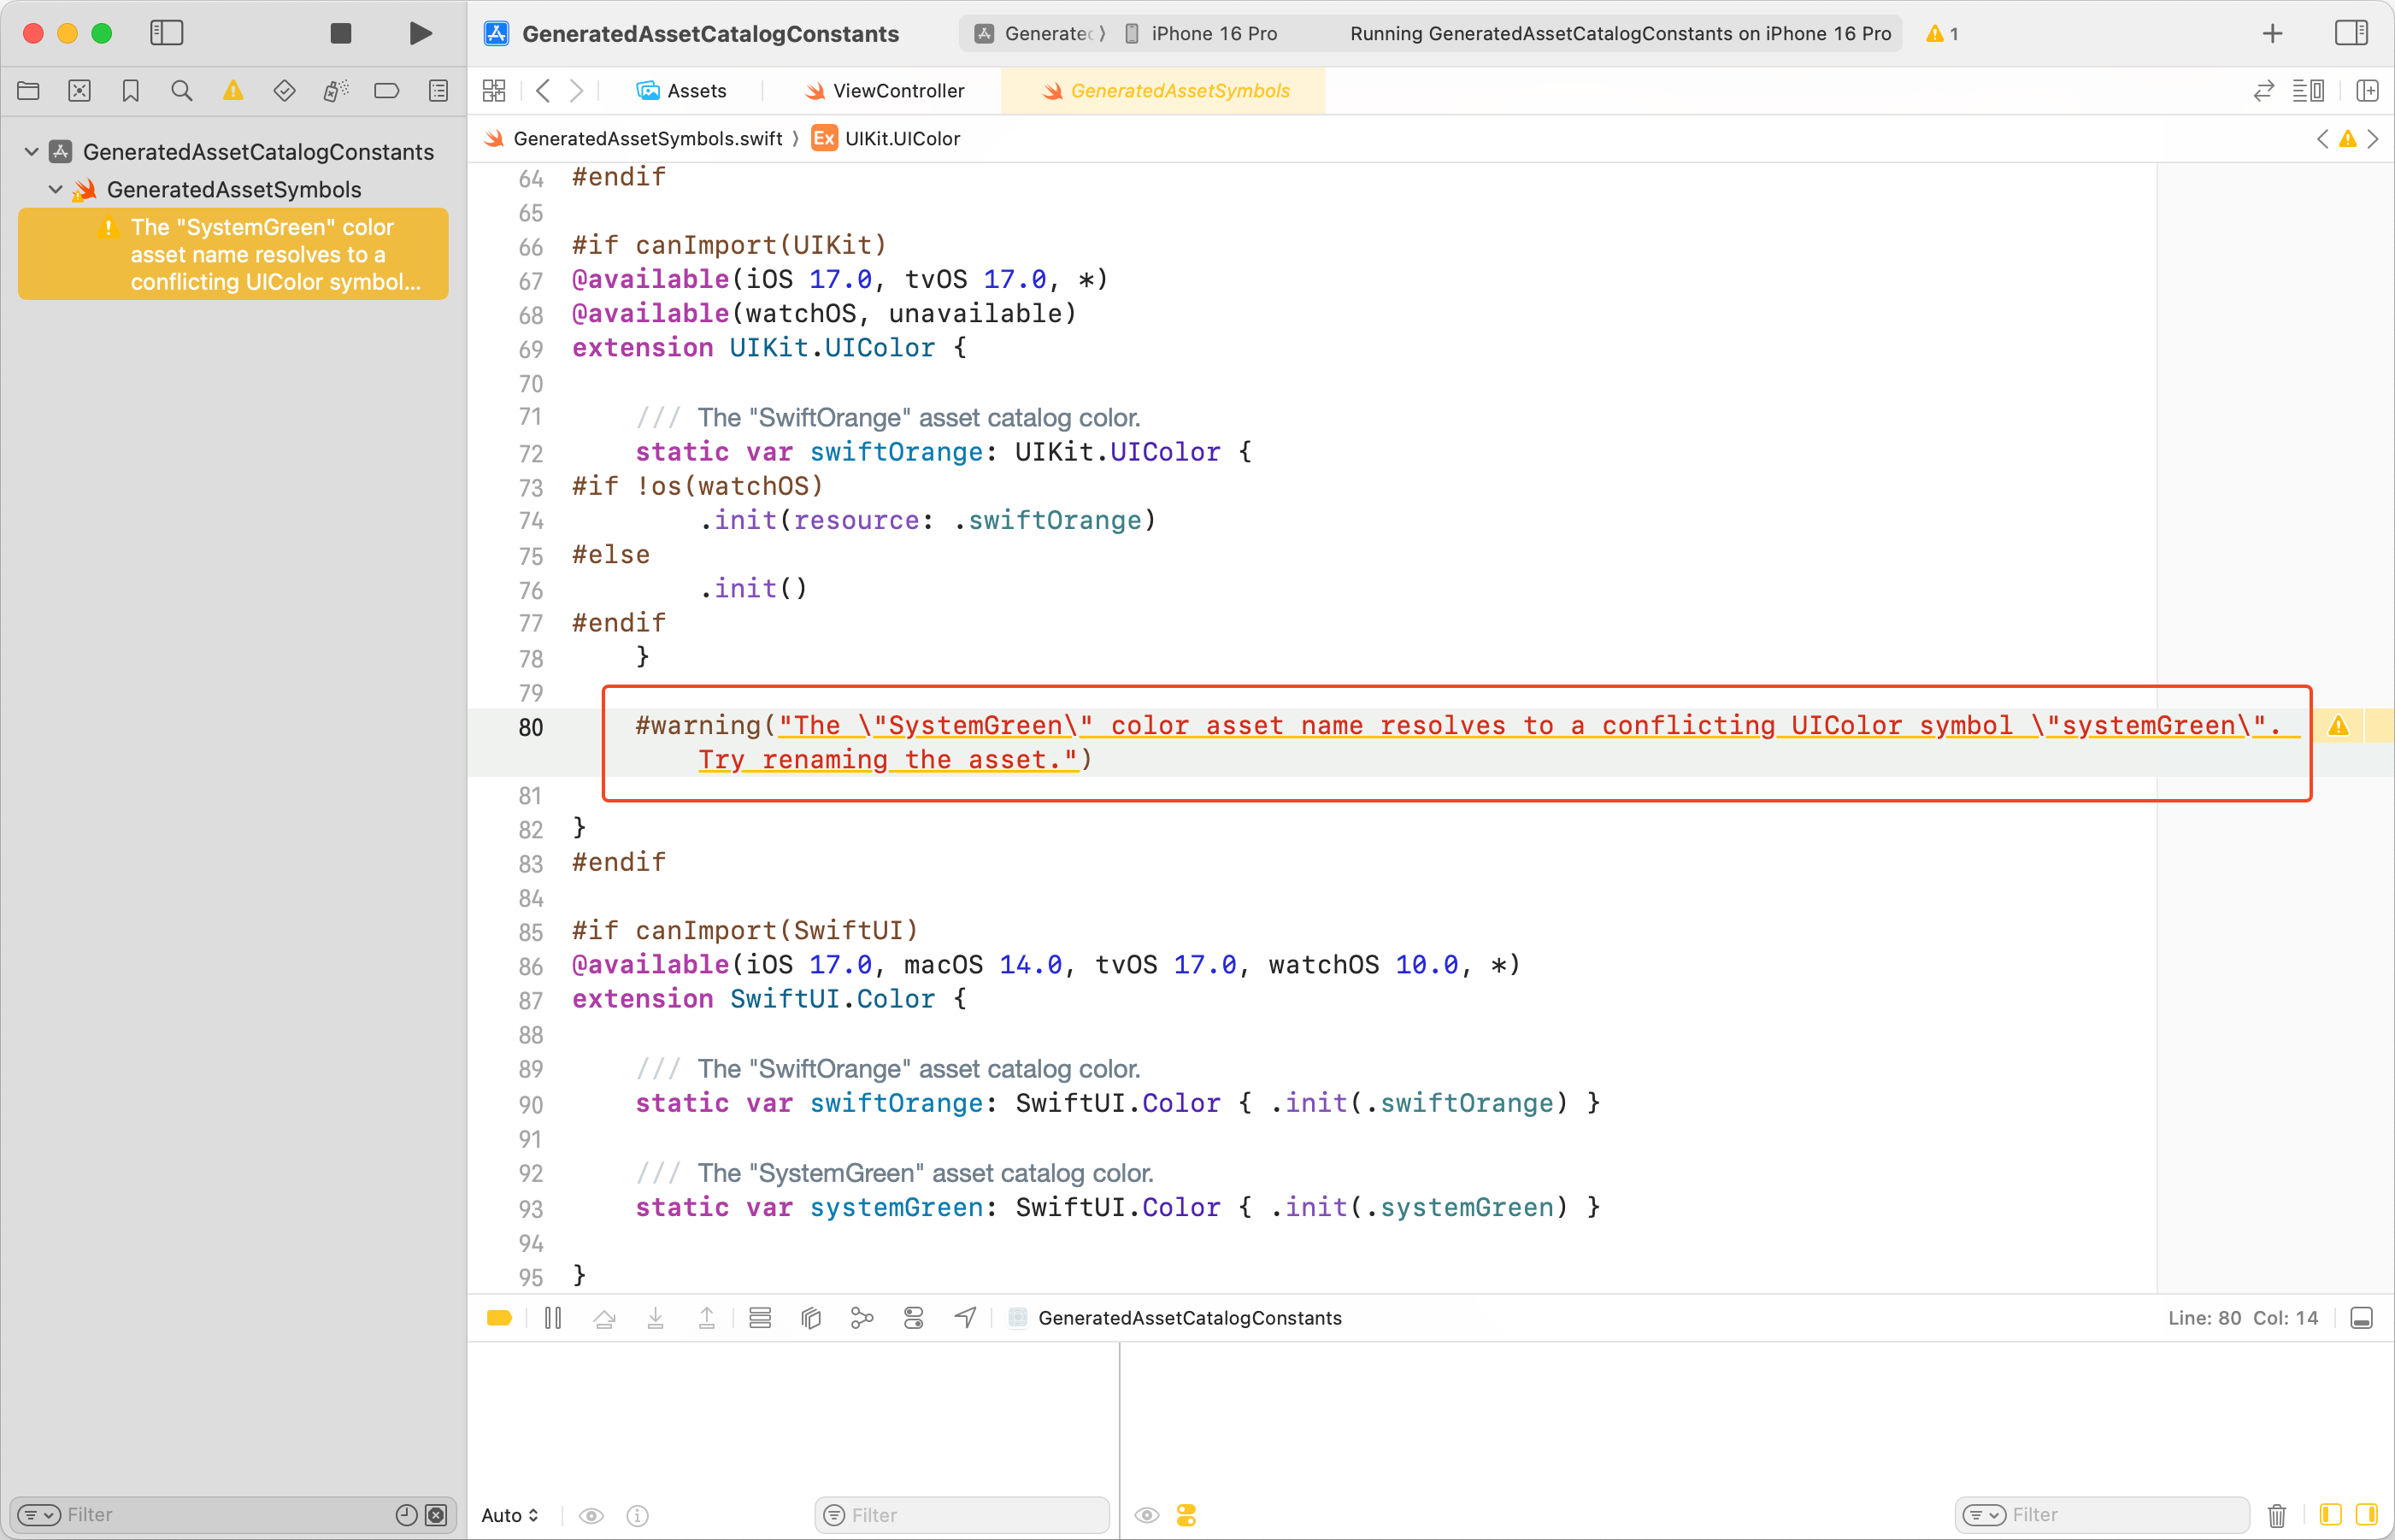 GeneratedAssetCatalogConstants
Generatec
iPhone 16 Pro
Running GeneratedAssetCatalogConstants on iPhone 16 Pro
1
Assets
ViewController
GeneratedAssetSymbols
GeneratedAssetSymbols.swift
Ex UIKit.UIColor
GeneratedAssetCatalogConstants
GeneratedAssetSymbols
The "SystemGreen" color
asset name resolves to a
conflicting UIColor symbol...
64 #endif
65
66 #if canImport(UIKit)
67 @available(iOS 17.0, tvOS 17.0, *)
68 @available(watchOS, unavailable)
69 extension UIKit.UIColor {
70
71 /// The "SwiftOrange" asset catalog color.
72 static var swiftOrange: UIKit.UIColor {
73 #if !os(watchOS)
74 .init(resource: .swiftOrange)
75 #else
76 .init()
77 #endif
78 }
79
80 #warning("The \"SystemGreen\" color asset name resolves to a conflicting UIColor symbol \"systemGreen\".
Try renaming the asset.")
81
82 }
83 #endif
84
85 #if canImport(SwiftUI)
86 @available(iOS 17.0, macOS 14.0, tvOS 17.0, watchOS 10.0, *)
87 extension SwiftUI.Color {
88
89 /// The "SwiftOrange" asset catalog color.
90 static var swiftOrange: SwiftUI.Color { .init(.swiftOrange) }
91
92 /// The "SystemGreen" asset catalog color.
93 static var systemGreen: SwiftUI.Color { .init(.systemGreen) }
94
95 }
GeneratedAssetCatalogConstants
Line: 80 Col: 14
Filter
Auto
Filter
Filter